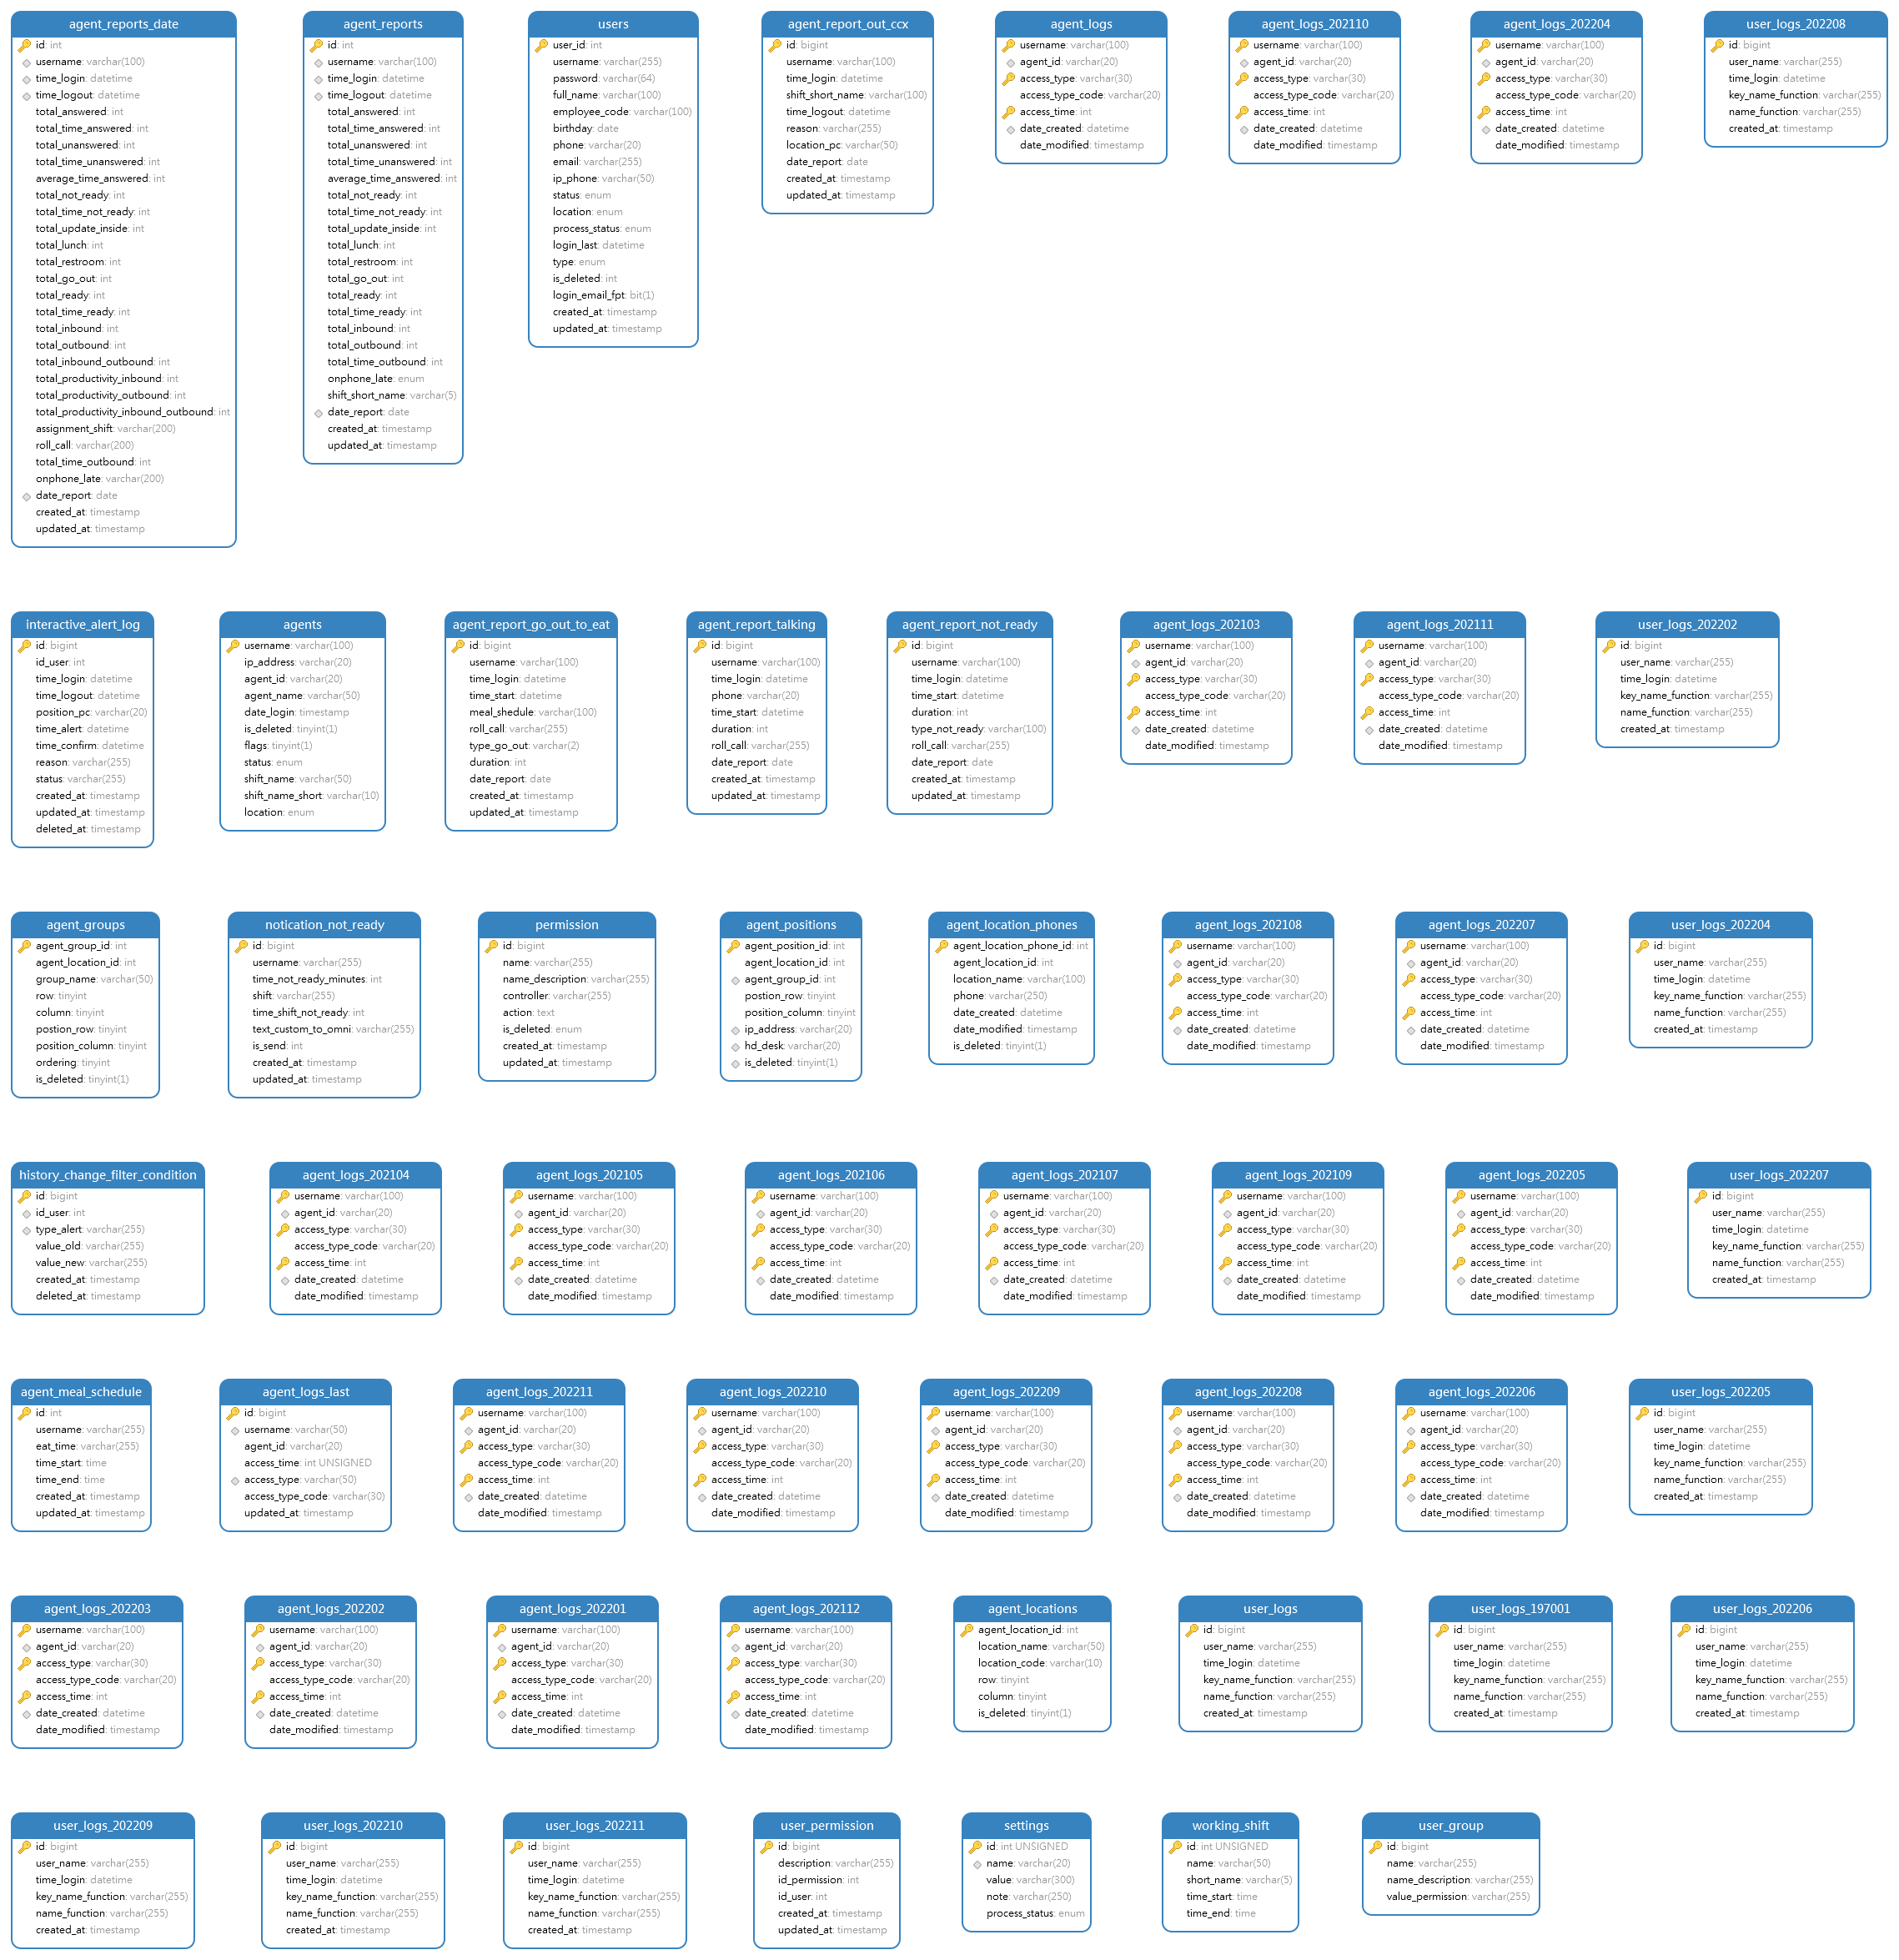 agent_reports_date
id: int
username: varchar(100)
time_login: datetime
time_logout: datetime
total_answered: int
total_time_answered: int
total_unanswered: int
total_time_unanswered: int
average_time_answered: int
total_not_ready: int
total_time_not_ready: int
total_update_inside: int
total_lunch: int
total_restroom: int
total_go_out: int
total_ready: int
total_time_ready: int
total_inbound: int
total_outbound: int
total_inbound_outbound: int
total_productivity_inbound: int
total_productivity_outbound: int
total_productivity_inbound_outbound: int
assignment_shift: varchar(200)
roll_call: varchar(200)
total_time_outbound: int
onphone_late: varchar(200)
date_report: date
created_at: timestamp
updated_at: timestamp
agent_reports
id: int
username: varchar(100)
time_login: datetime
time_logout: datetime
total_answered: int
total_time_answered: int
total_unanswered: int
total_time_unanswered: int
average_time_answered: int
total_not_ready: int
total_time_not_ready: int
total_update_inside: int
total_lunch: int
total_restroom: int
total_go_out: int
total_ready: int
total_time_ready: int
total_inbound: int
total_outbound: int
total_time_outbound: int
onphone_late: enum
shift_short_name: varchar(5)
date_report: date
created_at: timestamp
updated_at: timestamp
users
user_id: int
username: varchar(255)
password: varchar(64)
full_name: varchar(100)
employee_code: varchar(100)
birthday: date
phone: varchar(20)
email: varchar(255)
ip_phone: varchar(50)
status: enum
location: enum
process_status: enum
login_last: datetime
type: enum
is_deleted: int
login_email_fpt: bit(1)
created_at: timestamp
updated_at: timestamp
agent_report_out_ccx
id: bigint
username: varchar(100)
time_login: datetime
shift_short_name: varchar(100)
time_logout: datetime
reason: varchar(255)
location_pc: varchar(50)
date_report: date
created_at: timestamp
updated_at: timestamp
agent_logs
username: varchar(100)
agent_id: varchar(20)
access_type: varchar(30)
access_type_code: varchar(20)
access_time: int
date_created: datetime
date_modified: timestamp
agent_logs_202110
username: varchar(100)
agent_id: varchar(20)
access_type: varchar(30)
access_type_code: varchar(20)
access_time: int
date_created: datetime
date_modified: timestamp
agent_logs_202204
username: varchar(100)
agent_id: varchar(20)
access_type: varchar(30)
access_type_code: varchar(20)
access_time: int
date_created: datetime
date_modified: timestamp
user_logs_202208
id: bigint
user_name: varchar(255)
time_login: datetime
key_name_function: varchar(255)
name_function: varchar(255)
created_at: timestamp
interactive_alert_log
id: bigint
id_user: int
time_login: datetime
time_logout: datetime
position_pc: varchar(20)
time_alert: datetime
time_confirm: datetime
reason: varchar(255)
status: varchar(255)
created_at: timestamp
updated_at: timestamp
deleted_at: timestamp
agents
username: varchar(100)
ip_address: varchar(20)
agent_id: varchar(20)
agent_name: varchar(50)
date_login: timestamp
is_deleted: tinyint(1)
flags: tinyint(1)
status: enum
shift_name: varchar(50)
shift_name_short: varchar(10)
location: enum
agent_report_go_out_to_eat
id: bigint
username: varchar(100)
time_login: datetime
time_start: datetime
meal_shedule: varchar(100)
roll_call: varchar(255)
type_go_out: varchar(2)
duration: int
date_report: date
created_at: timestamp
updated_at: timestamp
agent_report_talking
id: bigint
username: varchar(100)
time_login: datetime
phone: varchar(20)
time_start: datetime
duration: int
roll_call: varchar(255)
date_report: date
created_at: timestamp
updated_at: timestamp
agent_report_not_ready
id: bigint
username: varchar(100)
time_login: datetime
time_start: datetime
duration: int
type_not_ready: varchar(100)
roll_call: varchar(255)
date_report: date
created_at: timestamp
updated_at: timestamp
agent_logs_202103
username: varchar(100)
agent_id: varchar(20)
access_type: varchar(30)
access_type_code: varchar(20)
access_time: int
date_created: datetime
date_modified: timestamp
agent_logs_202111
username: varchar(100)
agent_id: varchar(20)
access_type: varchar(30)
access_type_code: varchar(20)
access_time: int
date_created: datetime
date_modified: timestamp
user_logs_202202
id: bigint
user_name: varchar(255)
time_login: datetime
key_name_function: varchar(255)
name_function: varchar(255)
created_at: timestamp
agent_groups
agent_group_id: int
agent_location_id: int
group_name: varchar(50)
row: tinyint
column: tinyint
postion_row: tinyint
position_column: tinyint
ordering: tinyint
is_deleted: tinyint(1)
notication_not_ready
id: bigint
username: varchar(255)
time_not_ready_minutes: int
shift: varchar(255)
time_shift_not_ready: int
text_custom_to_omni: varchar(255)
is_send: int
created_at: timestamp
updated_at: timestamp
permission
id: bigint
name: varchar(255)
name_description: varchar(255)
controller: varchar(255)
action: text
is_deleted: enum
created_at: timestamp
updated_at: timestamp
agent_positions
agent_position_id: int
agent_location_id: int
agent_group_id: int
postion_row: tinyint
position_column: tinyint
ip_address: varchar(20)
hd_desk: varchar(20)
is_deleted: tinyint(1)
agent_location_phones
agent_location_phone_id: int
agent_location_id: int
location_name: varchar(100)
phone: varchar(250)
date_created: datetime
date_modified: timestamp
is_deleted: tinyint(1)
agent_logs_202108
username: varchar(100)
agent_id: varchar(20)
access_type: varchar(30)
access_type_code: varchar(20)
access_time: int
date_created: datetime
date_modified: timestamp
agent_logs_202207
username: varchar(100)
agent_id: varchar(20)
access_type: varchar(30)
access_type_code: varchar(20)
access_time: int
date_created: datetime
date_modified: timestamp
user_logs_202204
id: bigint
user_name: varchar(255)
time_login: datetime
key_name_function: varchar(255)
name_function: varchar(255)
created_at: timestamp
history_change_filter_condition
id: bigint
id_user: int
type_alert: varchar(255)
value_old: varchar(255)
value_new: varchar(255)
created_at: timestamp
deleted_at: timestamp
agent_logs_202104
username: varchar(100)
agent_id: varchar(20)
access_type: varchar(30)
access_type_code: varchar(20)
access_time: int
date_created: datetime
date_modified: timestamp
agent_logs_202105
username: varchar(100)
agent_id: varchar(20)
access_type: varchar(30)
access_type_code: varchar(20)
access_time: int
date_created: datetime
date_modified: timestamp
agent_logs_202106
username: varchar(100)
agent_id: varchar(20)
access_type: varchar(30)
access_type_code: varchar(20)
access_time: int
date_created: datetime
date_modified: timestamp
agent_logs_202107
username: varchar(100)
agent_id: varchar(20)
access_type: varchar(30)
access_type_code: varchar(20)
access_time: int
date_created: datetime
date_modified: timestamp
agent_logs_202109
username: varchar(100)
agent_id: varchar(20)
access_type: varchar(30)
access_type_code: varchar(20)
access_time: int
date_created: datetime
date_modified: timestamp
agent_logs_202205
username: varchar(100)
agent_id: varchar(20)
access_type: varchar(30)
access_type_code: varchar(20)
access_time: int
date_created: datetime
date_modified: timestamp
user_logs_202207
id: bigint
user_name: varchar(255)
time_login: datetime
key_name_function: varchar(255)
name_function: varchar(255)
created_at: timestamp
agent_meal_schedule
id: int
username: varchar(255)
eat_time: varchar(255)
time_start: time
time_end: time
created_at: timestamp
updated_at: timestamp
agent_logs_last
id: bigint
username: varchar(50)
agent_id: varchar(20)
access_time: int UNSIGNED
access_type: varchar(50)
access_type_code: varchar(30)
updated_at: timestamp
agent_logs_202211
username: varchar(100)
agent_id: varchar(20)
access_type: varchar(30)
access_type_code: varchar(20)
access_time: int
date_created: datetime
date_modified: timestamp
agent_logs_202210
username: varchar(100)
agent_id: varchar(20)
access_type: varchar(30)
access_type_code: varchar(20)
access_time: int
date_created: datetime
date_modified: timestamp
agent_logs_202209
username: varchar(100)
agent_id: varchar(20)
access_type: varchar(30)
access_type_code: varchar(20)
access_time: int
date_created: datetime
date_modified: timestamp
agent_logs_202208
username: varchar(100)
agent_id: varchar(20)
access_type: varchar(30)
access_type_code: varchar(20)
access_time: int
date_created: datetime
date_modified: timestamp
agent_logs_202206
username: varchar(100)
agent_id: varchar(20)
access_type: varchar(30)
access_type_code: varchar(20)
access_time: int
date_created: datetime
date_modified: timestamp
user_logs_202205
id: bigint
user_name: varchar(255)
time_login: datetime
key_name_function: varchar(255)
name_function: varchar(255)
created_at: timestamp
agent_logs_202203
username: varchar(100)
agent_id: varchar(20)
access_type: varchar(30)
access_type_code: varchar(20)
access_time: int
date_created: datetime
date_modified: timestamp
agent_logs_202202
username: varchar(100)
agent_id: varchar(20)
access_type: varchar(30)
access_type_code: varchar(20)
access_time: int
date_created: datetime
date_modified: timestamp
agent_logs_202201
username: varchar(100)
agent_id: varchar(20)
access_type: varchar(30)
access_type_code: varchar(20)
access_time: int
date_created: datetime
date_modified: timestamp
agent_logs_202112
username: varchar(100)
agent_id: varchar(20)
access_type: varchar(30)
access_type_code: varchar(20)
access_time: int
date_created: datetime
date_modified: timestamp
agent_locations
agent_location_id: int
location_name: varchar(50)
location_code: varchar(10)
row: tinyint
column: tinyint
is_deleted: tinyint(1)
user_logs
id: bigint
user_name: varchar(255)
time_login: datetime
key_name_function: varchar(255)
name_function: varchar(255)
created_at: timestamp
user_logs_197001
id: bigint
user_name: varchar(255)
time_login: datetime
key_name_function: varchar(255)
name_function: varchar(255)
created_at: timestamp
user_logs_202206
id: bigint
user_name: varchar(255)
time_login: datetime
key_name_function: varchar(255)
name_function: varchar(255)
created_at: timestamp
user_logs_202209
id: bigint
user_name: varchar(255)
time_login: datetime
key_name_function: varchar(255)
name_function: varchar(255)
created_at: timestamp
user_logs_202210
id: bigint
user_name: varchar(255)
time_login: datetime
key_name_function: varchar(255)
name_function: varchar(255)
created_at: timestamp
user_logs_202211
id: bigint
user_name: varchar(255)
time_login: datetime
key_name_function: varchar(255)
name_function: varchar(255)
created_at: timestamp
user_permission
id: bigint
description: varchar(255)
id_permission: int
id_user: int
created_at: timestamp
updated_at: timestamp
settings
id: int UNSIGNED
name: varchar(20)
value: varchar(300)
note: varchar(250)
process_status: enum
working_shift
id: int UNSIGNED
name: varchar(50)
short_name: varchar(5)
time_start: time
time_end: time
user_group
id: bigint
name: varchar(255)
name_description: varchar(255)
value_permission: varchar(255)